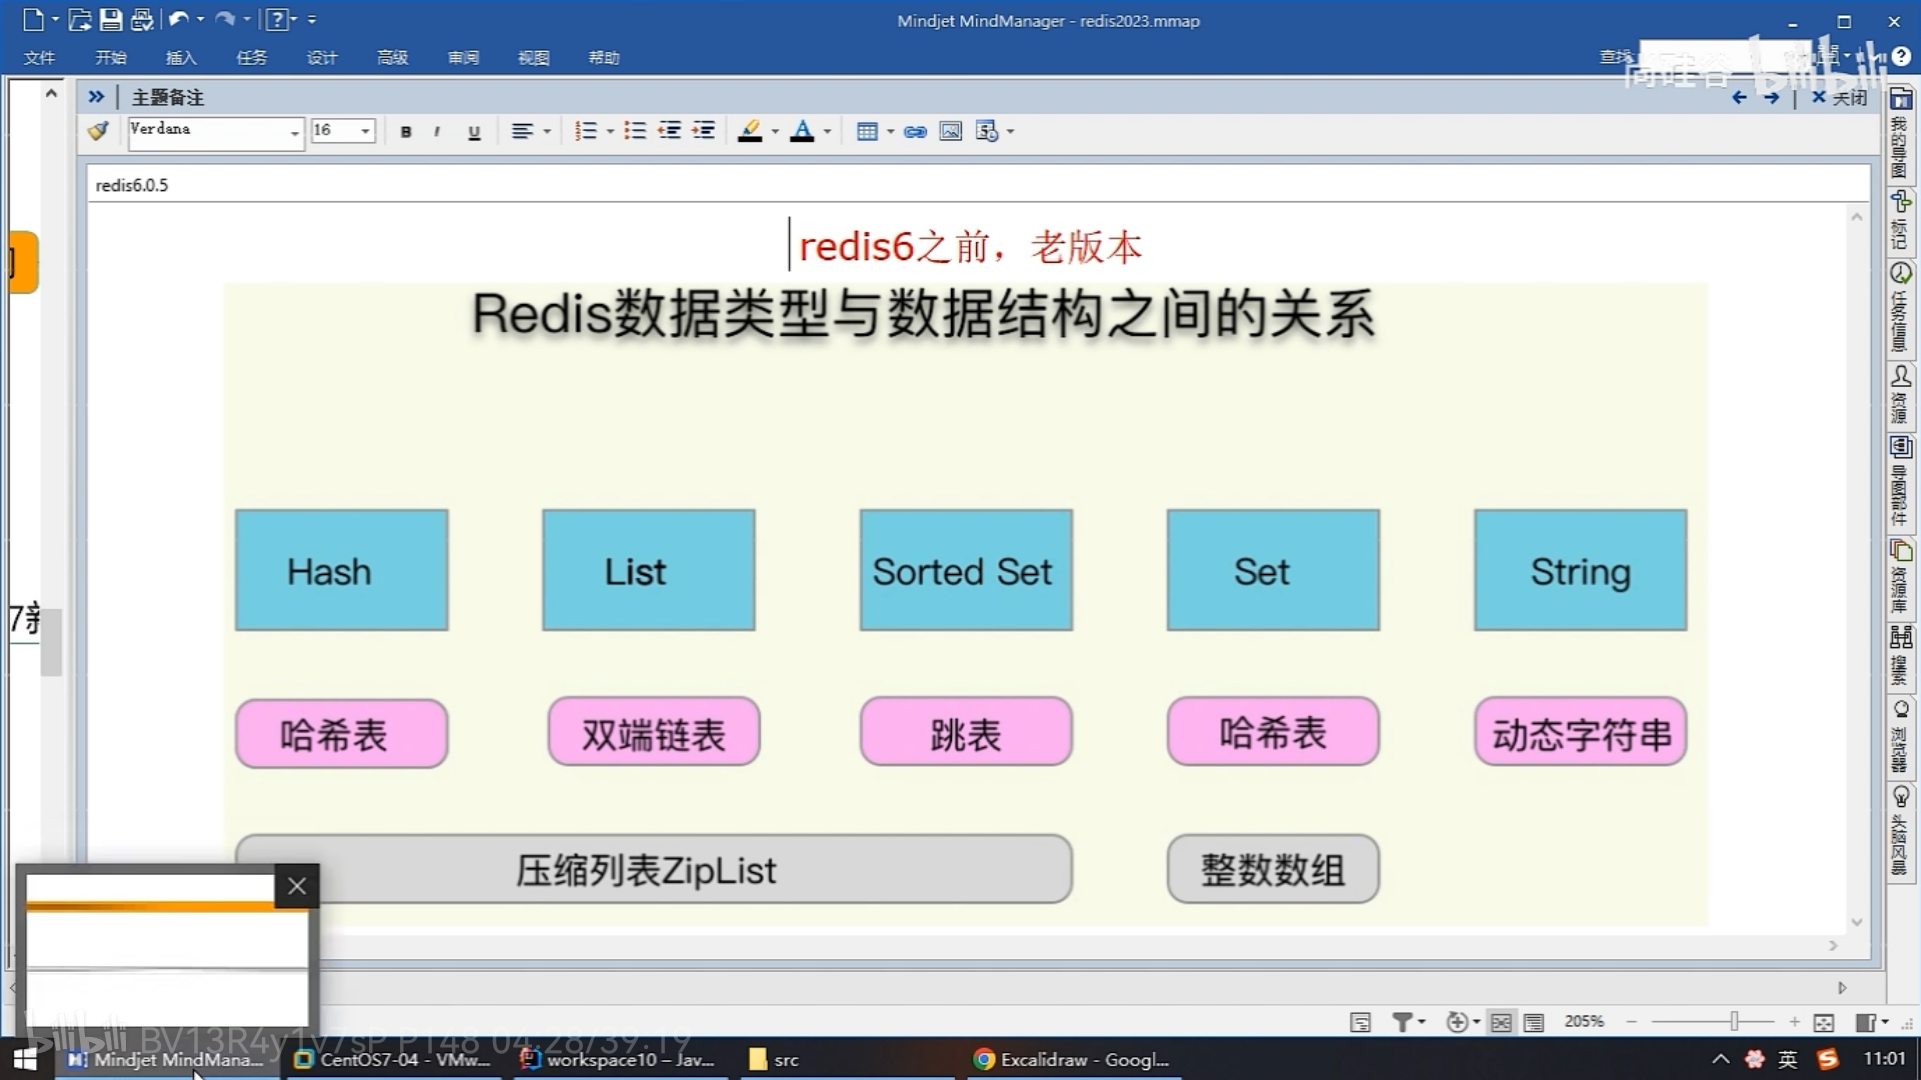 Mindjet MindManager - redis2023.mmap
文件 开始 插入 任务 设计 高级 审阅 视图 帮助
查找
尚硅谷 bilibili
主题备注
关闭
Verdana 16
redis6.0.5
redis6之前，老版本
Redis数据类型与数据结构之间的关系
Hash List Sorted Set Set String
哈希表 双端链表 跳表 哈希表 动态字符串
压缩列表ZipList 整数数组
我的导图
标记
任务信息
资源
导图部件
资源库
搜索
浏览器
头脑风暴
205%
bilibili BV13R4y1v7sP P148 04:28/39:19
Mindjet MindMana... CentOS7-04 - VMw... workspace10 – Jav... src Excalidraw - Googl... 英 11:01